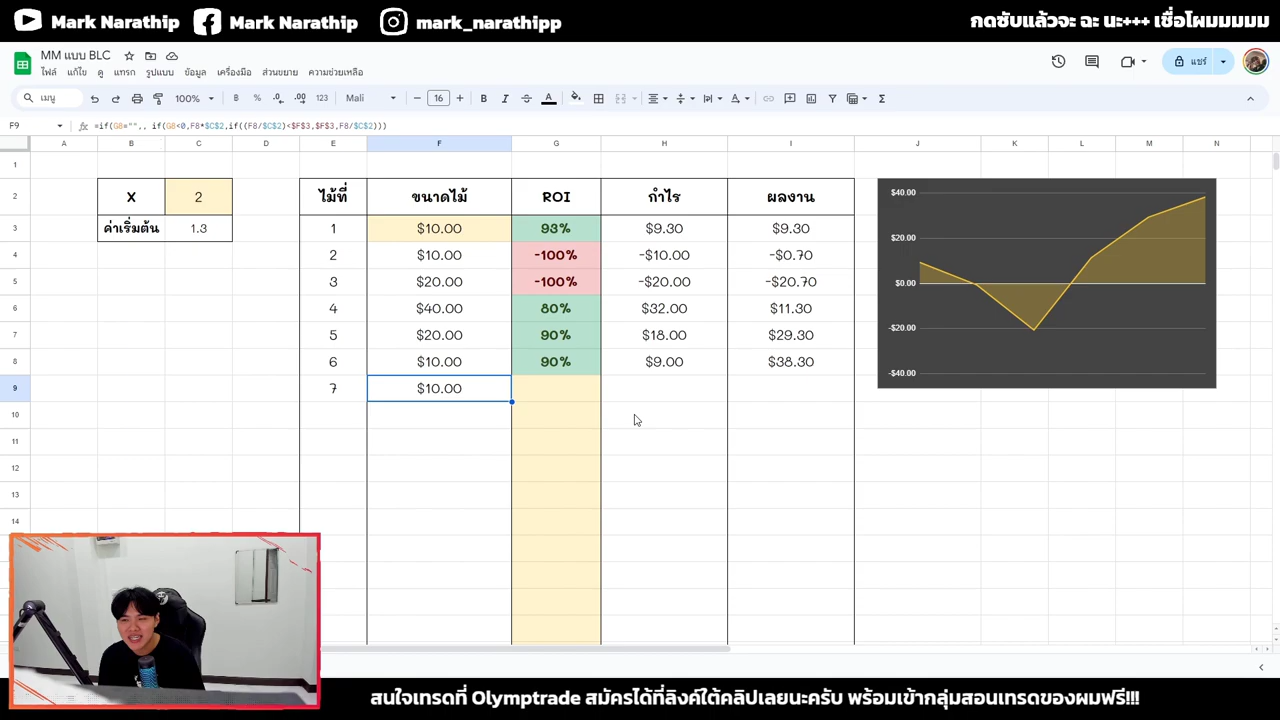 Mark Narathip Mark Narathip mark_narathipp กดซับแล้วจะ ฉะ นะ+++ เชื่อโผมมมมม
MM แบบ BLC
ไฟล์ แก้ไข ดู แทรก รูปแบบ ข้อมูล เครื่องมือ ส่วนขยาย ความช่วยเหลือ
แชร์
เมนู 100% % .0 .00 123 Mali 16 B I A Σ
F9 =if(G8="",, if(G8<0,F8*$C$2,if((F8/$C$2)<$F$3,$F$3,F8/$C$2)))
A B C D E F G H I J K L M N
1
2 X 2 ไม้ที่ ขนาดไม้ ROI กำไร ผลงาน
3 ค่าเริ่มต้น 1.3 1 $10.00 93% $9.30 $9.30
4 2 $10.00 -100% -$10.00 -$0.70
5 3 $20.00 -100% -$20.00 -$20.70
6 4 $40.00 80% $32.00 $11.30
7 5 $20.00 90% $18.00 $29.30
8 6 $10.00 90% $9.00 $38.30
9 7 $10.00
10
11
12
13
14
$40.00
$20.00
$0.00
-$20.00
-$40.00
สนใจเทรดที่ Olymptrade สมัครได้ที่ลิงค์ใต้คลิปเลยนะครับ พร้อมเข้ากลุ่มสอนเทรดของผมฟรี!!!